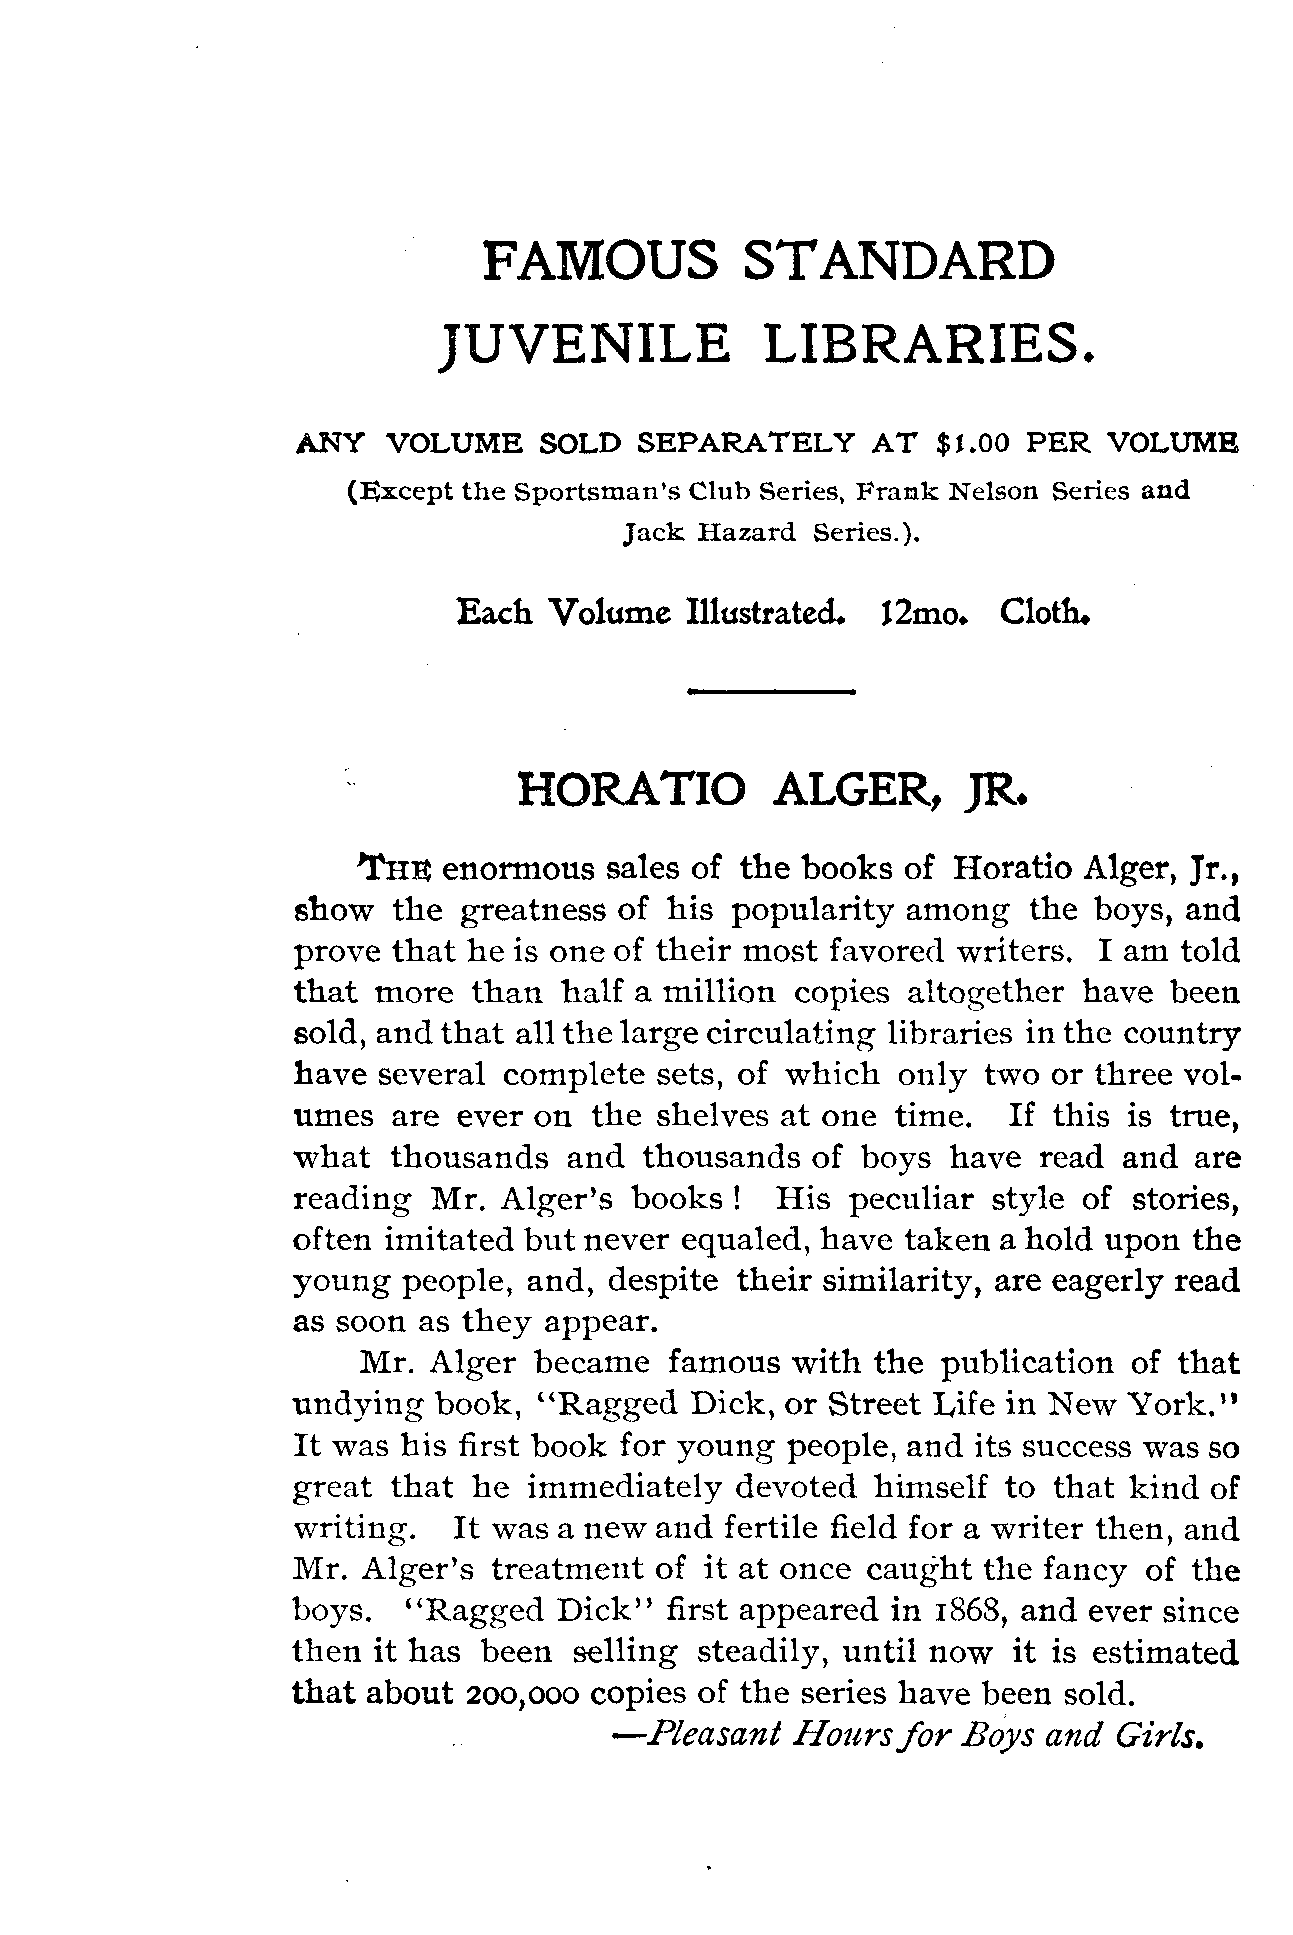 FAMOUS STANDARD
JUVENILE LIBRARIES.
ANY VOLUME SOLD SEPARATELY AT $1.00 PER VOLUME
(Except the Sportsman's Club Series, Frank Nelson Series and
Jack Hazard Series.).
Each Volume Illustrated. 12mo. Cloth.
HORATIO ALGER, JR.
THE enormous sales of the books of Horatio Alger, Jr.,
show the greatness of his popularity among the boys, and
prove that he is one of their most favored writers. I am told
that more than half a million copies altogether have been
sold, and that all the large circulating libraries in the country
have several complete sets, of which only two or three vol-
umes are ever on the shelves at one time. If this is true,
what thousands and thousands of boys have read and are
reading Mr. Alger's books! His peculiar style of stories,
often imitated but never equaled, have taken a hold upon the
young people, and, despite their similarity, are eagerly read
as soon as they appear.
Mr. Alger became famous with the publication of that
undying book, "Ragged Dick, or Street Life in New York."
It was his first book for young people, and its success was so
great that he immediately devoted himself to that kind of
writing. It was a new and fertile field for a writer then, and
Mr. Alger's treatment of it at once caught the fancy of the
boys. "Ragged Dick" first appeared in 1868, and ever since
then it has been selling steadily, until now it is estimated
that about 200,000 copies of the series have been sold.
—Pleasant Hours for Boys and Girls.